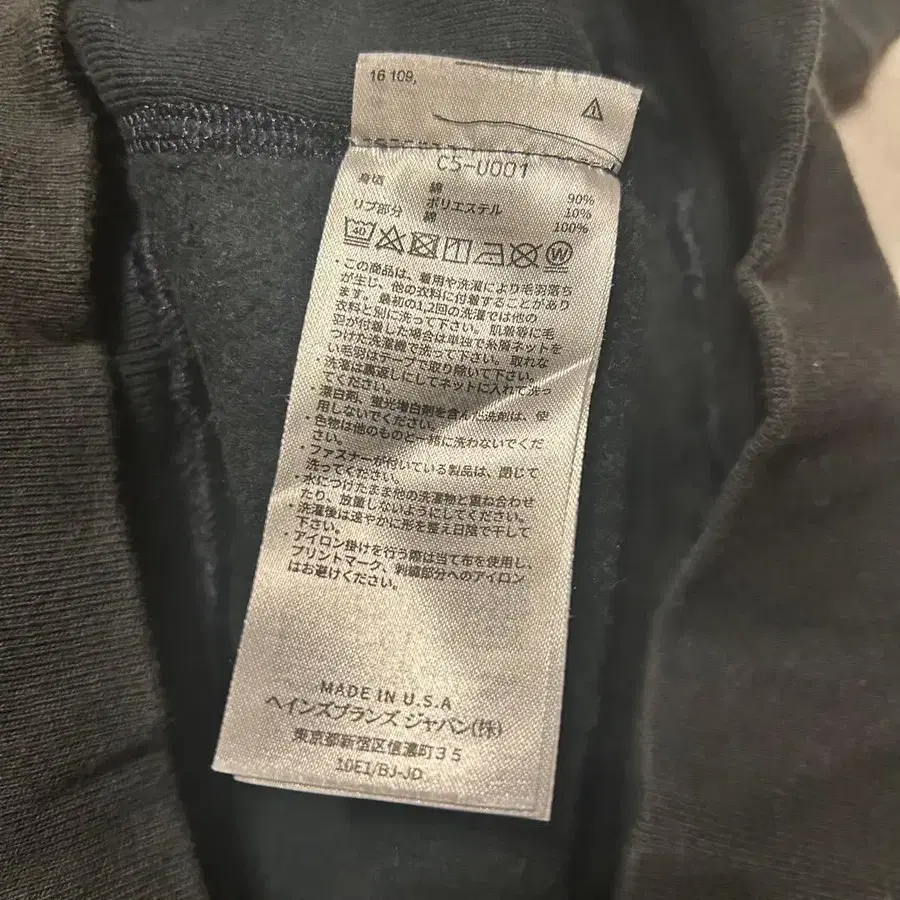 16 109,
C5-U001
身頃 綿 90%
ポリエステル 10%
リブ部分 綿 100%
40 W
・この商品は、着用や洗濯により毛羽落ち
が生じ、他の衣料に付着することがあり
ます。最初の1,2回の洗濯では他の
衣料と別に洗って下さい。肌着等に毛
羽が付着した場合は単独で糸屑ネットを
つけた洗濯機で洗って下さい。取れな
い毛羽はテープで取り除いて下さい。
・洗濯は裏返しにしてネットに入れて洗っ
てください。
・漂白剤、蛍光増白剤を含んだ洗剤は、使
用しないでください。
・色物は他のものと一緒に洗わないでくだ
さい。
・ファスナーが付いている製品は、閉じて
洗ってください。
・水につけたまま他の洗濯物と重ね合わせ
たり、放置しないようにしてください。
・洗濯後は速やかに形を整え日陰で干して
下さい。
・アイロン掛けを行う際は当て布を使用し、
プリントマーク、刺繍部分へのアイロン
はお避けください。
MADE IN U.S.A
ヘインズブランズ ジャパン(株)
東京都新宿区信濃町35
10E1/BJ-JD